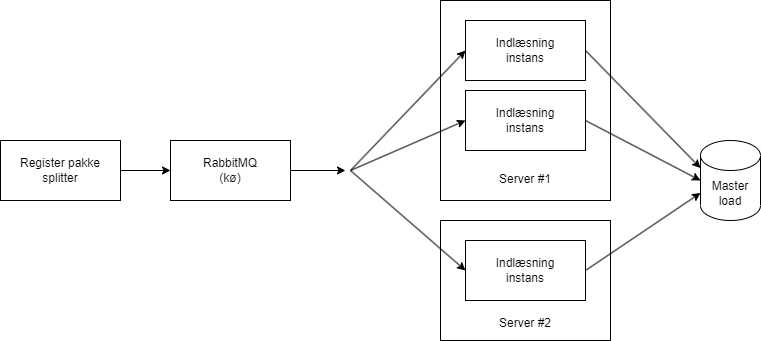 Register pakke
splitter
RabbitMQ
(kø)
Indlæsning
instans
Indlæsning
instans
Server #1
Indlæsning
instans
Server #2
Master
load